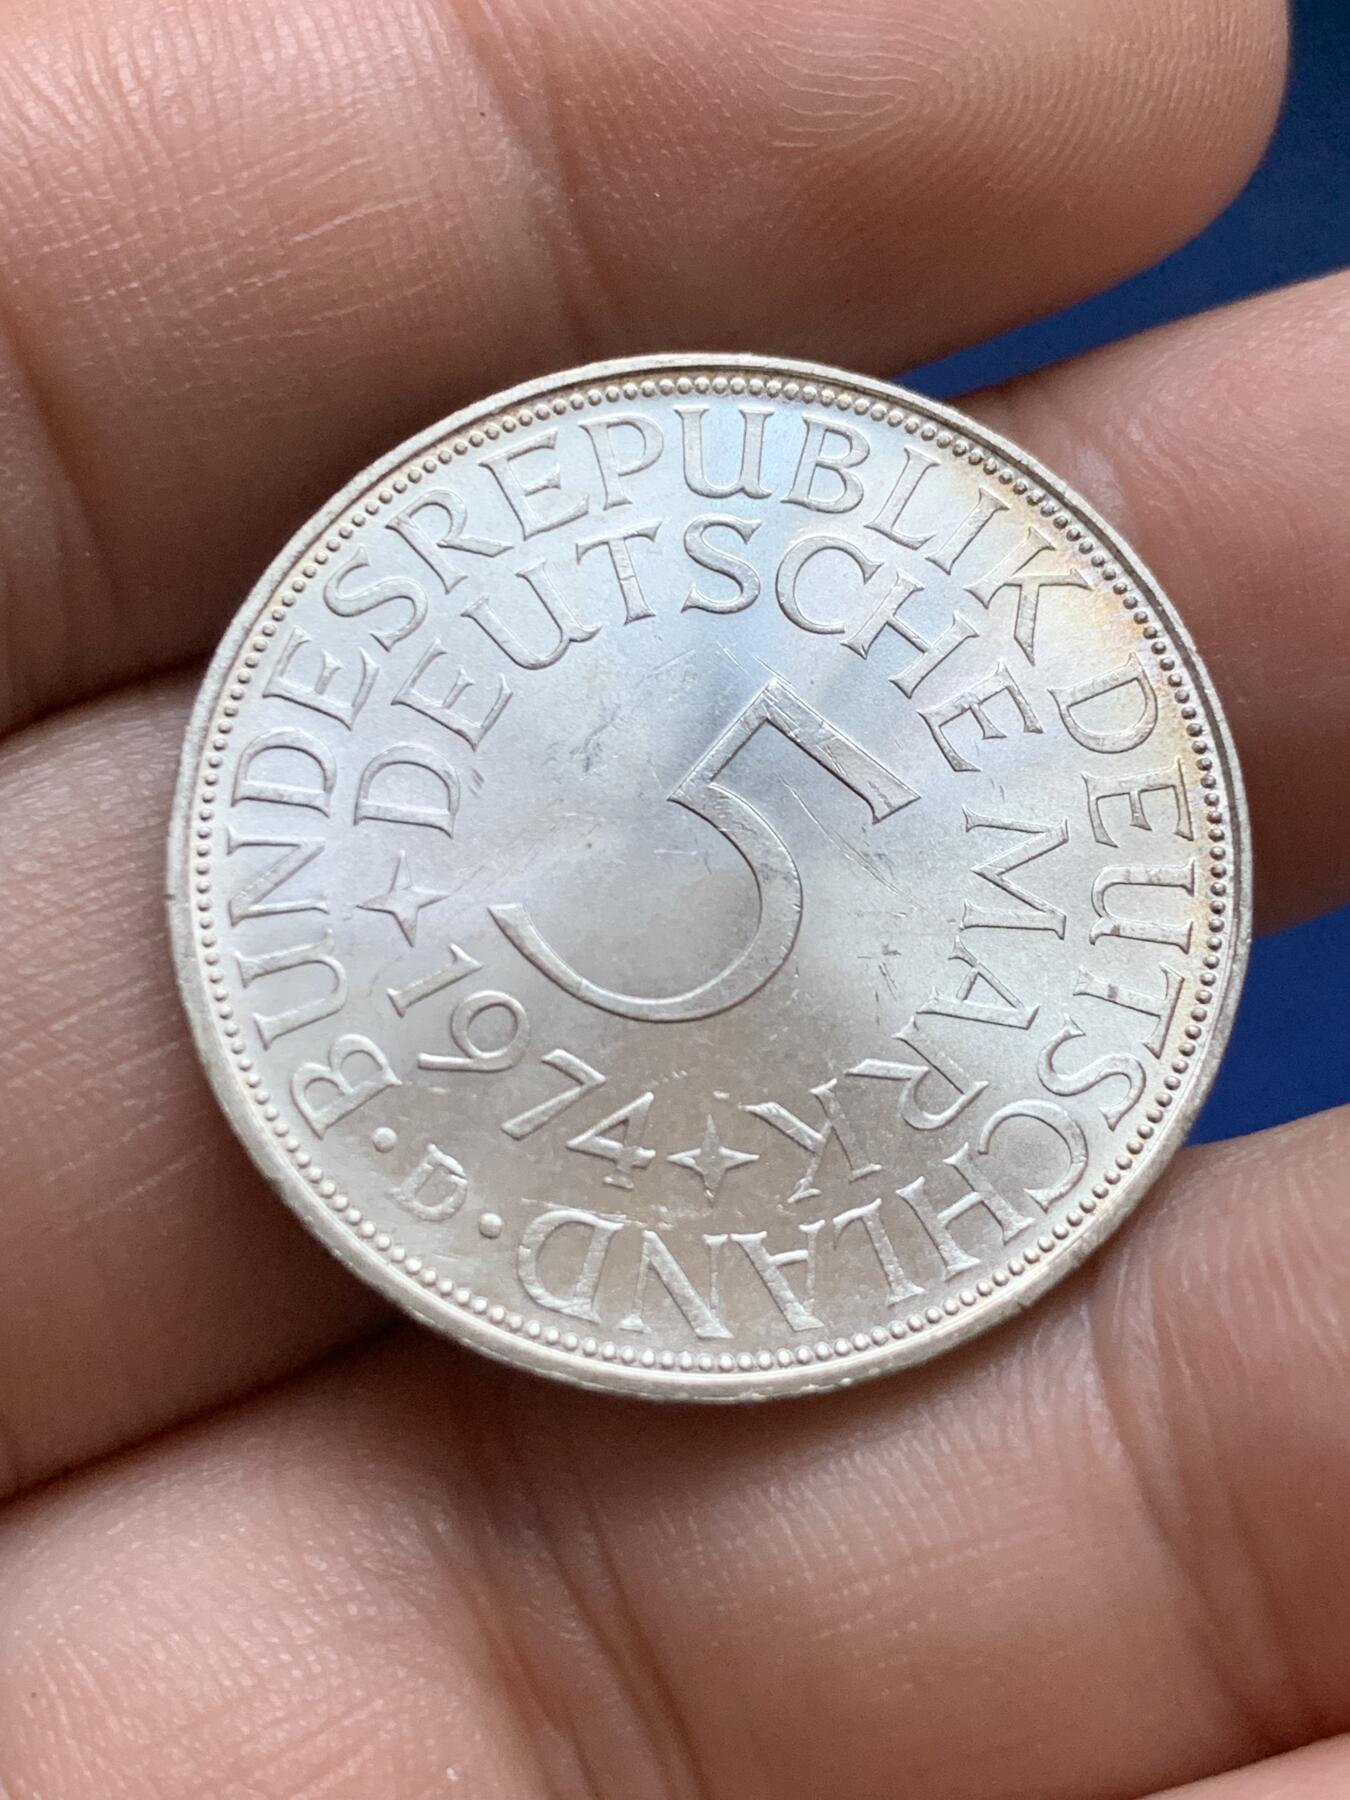 BUNDESREPUBLIK DEUTSCHLAND
· D ·
DEUTSCHE MARK
1974
5